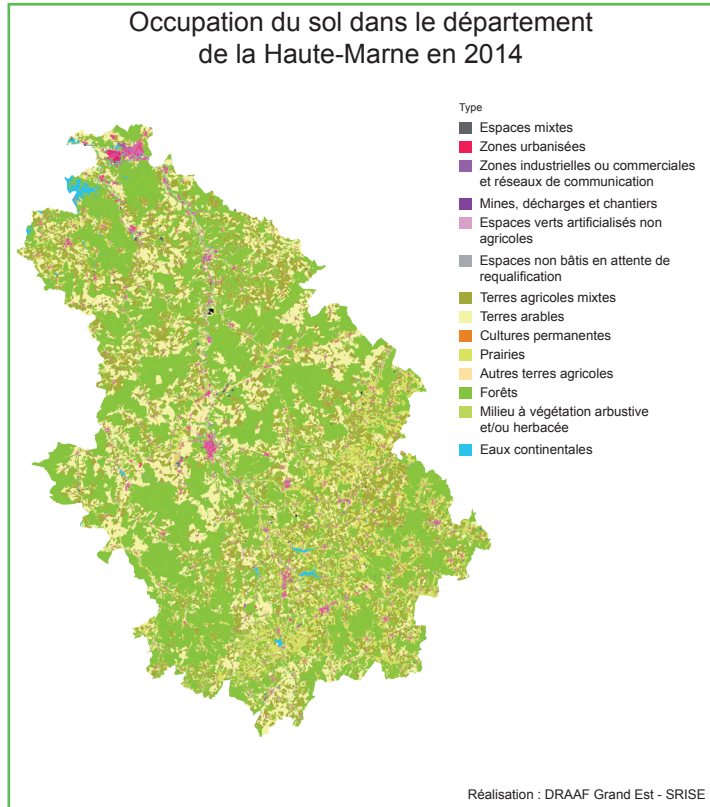 Occupation du sol dans le département
de la Haute-Marne en 2014
Type
Espaces mixtes
Zones urbanisées
Zones industrielles ou commerciales
et réseaux de communication
Mines, décharges et chantiers
Espaces verts artificialisés non
agricoles
Espaces non bâtis en attente de
requalification
Terres agricoles mixtes
Terres arables
Cultures permanentes
Prairies
Autres terres agricoles
Forêts
Milieu à végétation arbustive
et/ou herbacée
Eaux continentales
Réalisation : DRAAF Grand Est - SRISE